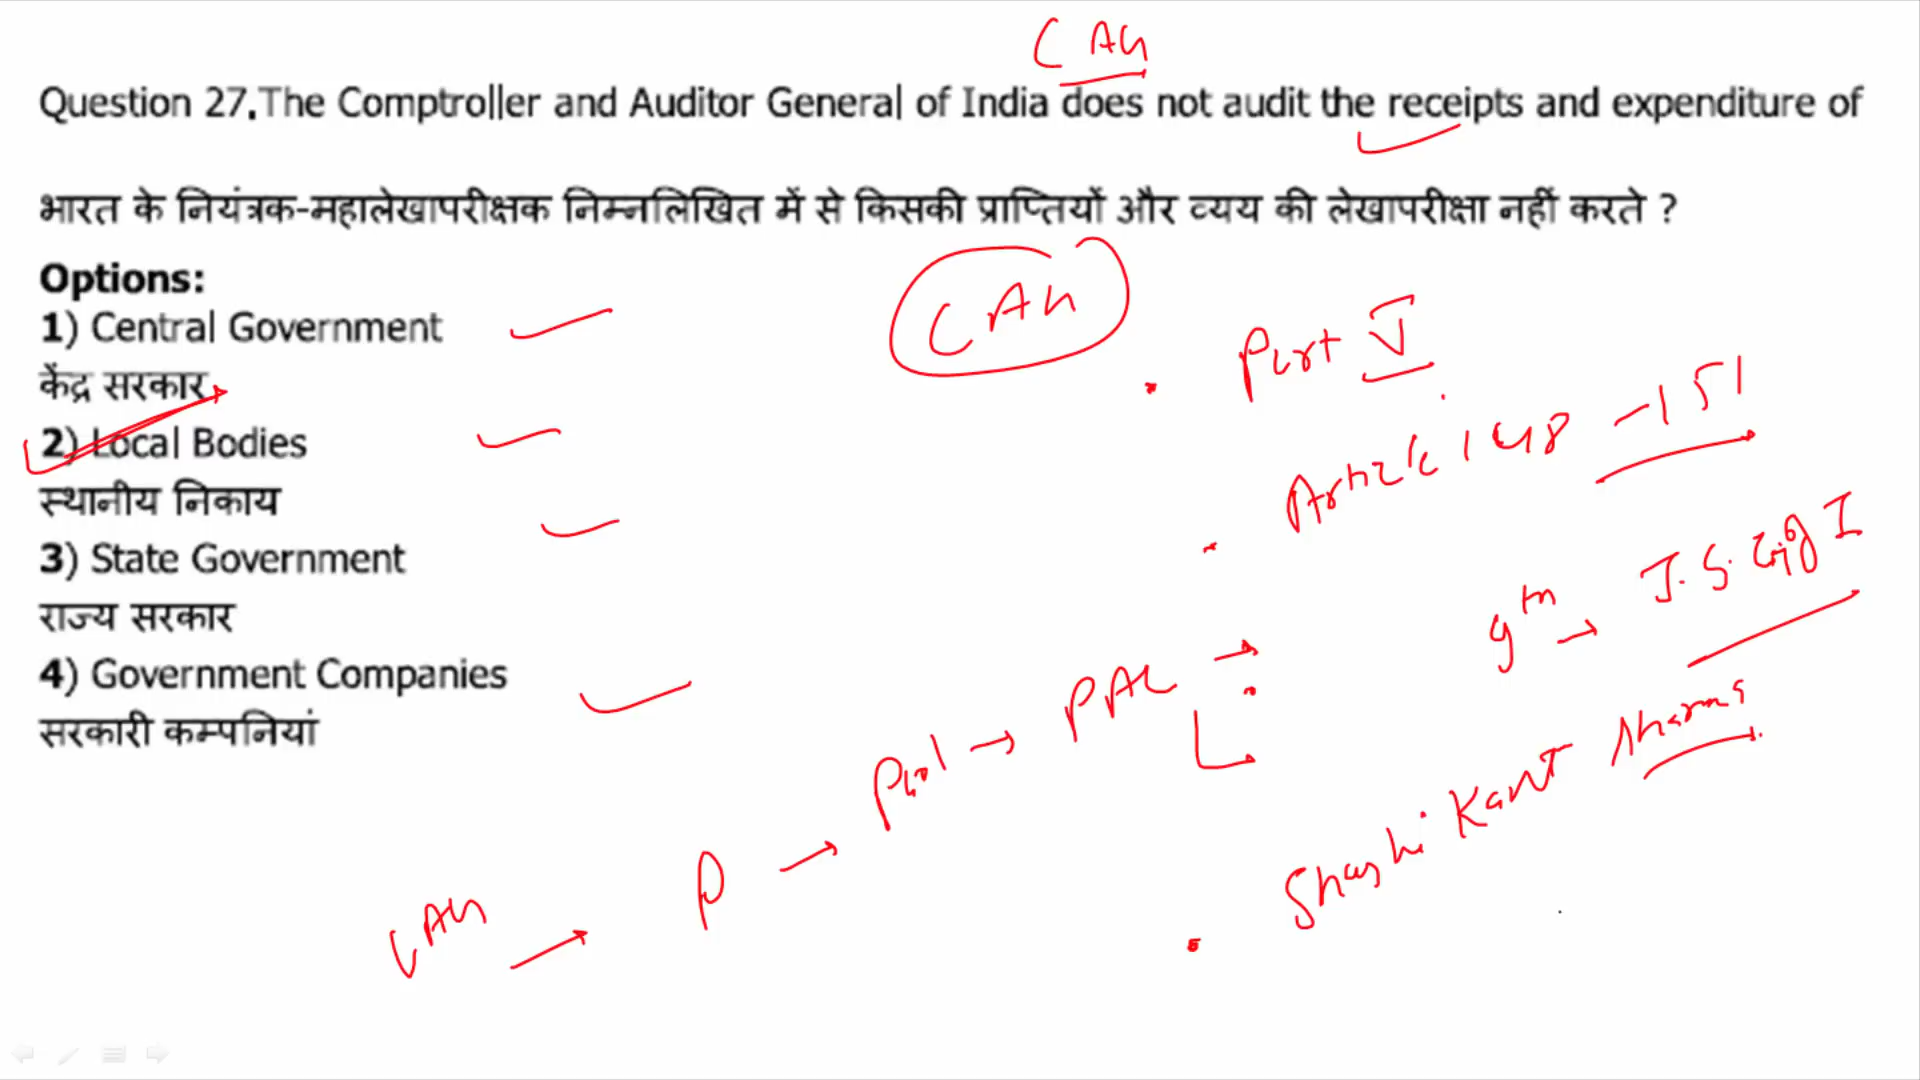 CAG
Question 27.The Comptroller and Auditor General of India does not audit the receipts and expenditure of
भारत के नियंत्रक-महालेखापरीक्षक निम्नलिखित में से किसकी प्राप्तियों और व्यय की लेखापरीक्षा नहीं करते ?
Options:
1) Central Government
केंद्र सरकार
2) Local Bodies
स्थानीय निकाय
3) State Government
राज्य सरकार
4) Government Companies
सरकारी कम्पनियां
CAG
Part V
Article 148 - 151
9th → J. S. of I
Shashi Kant Sharma
CAG → P → → PAC →